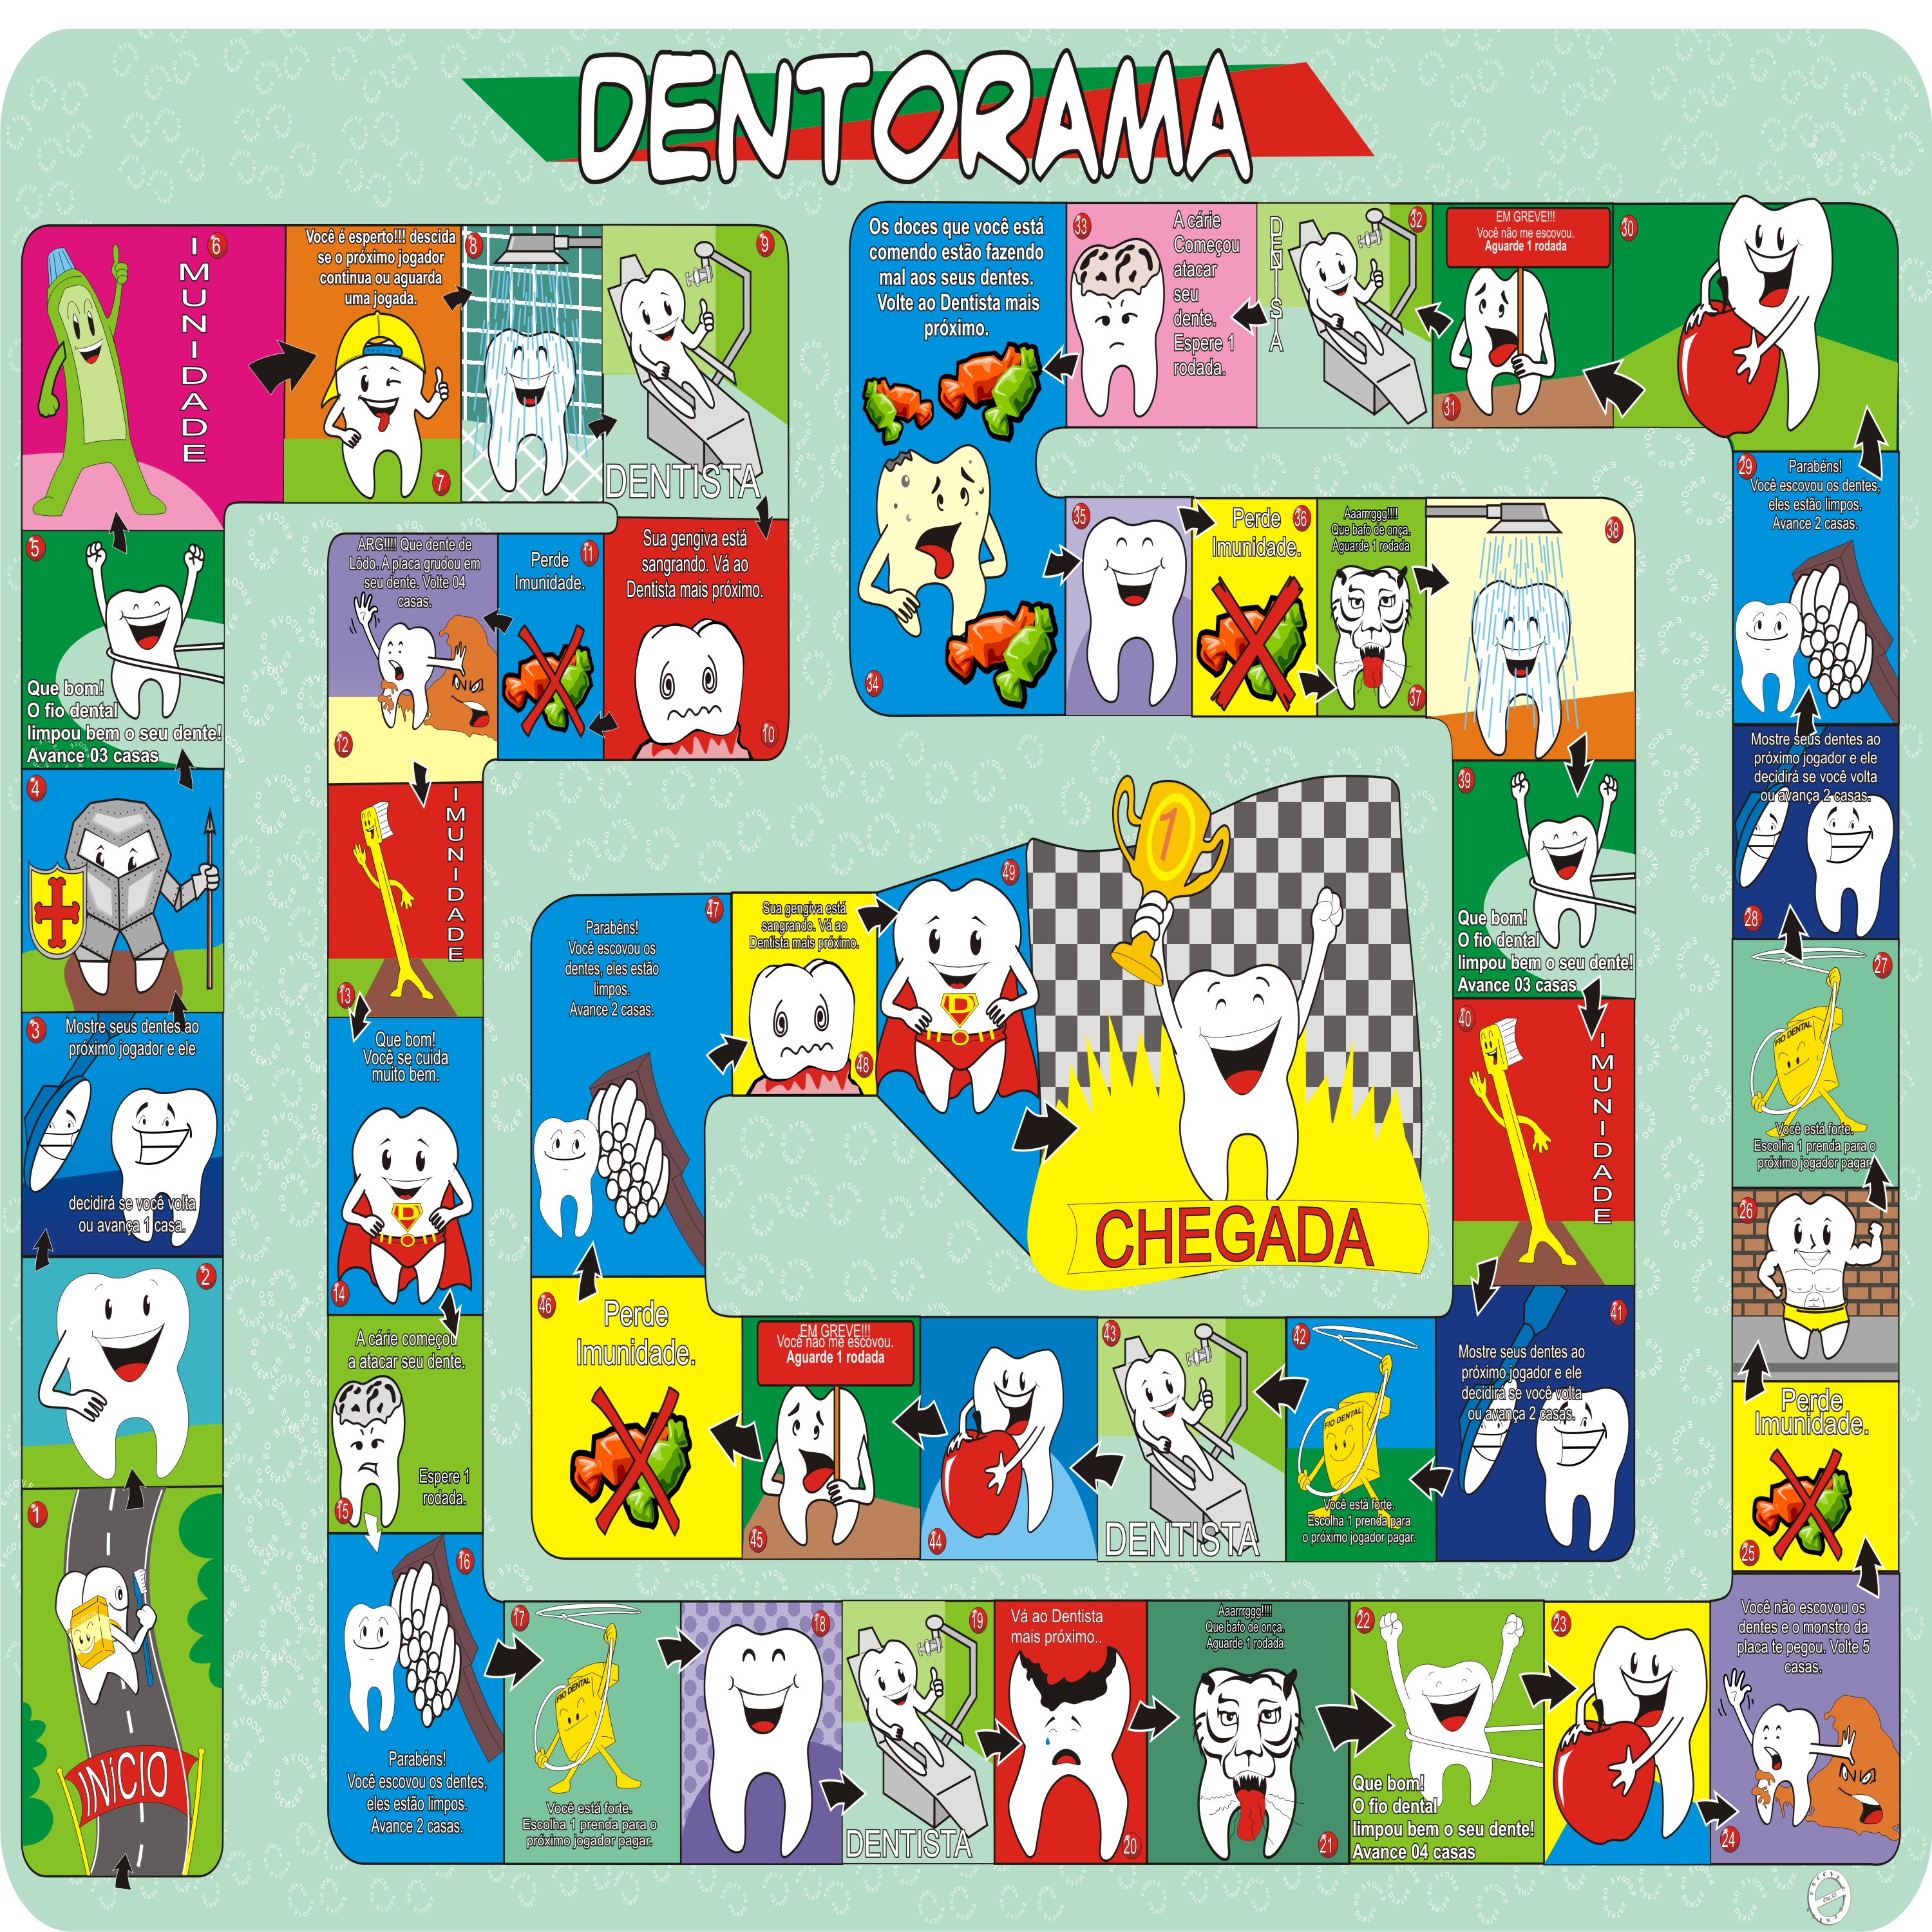 DENTORAMA
1
INíCIO
2
3
Mostre seus dentes ao
próximo jogador e ele
decidirá se você volta
ou avança 1 casa.
4
5
Que bom!
O fio dental
limpou bem o seu dente!
Avance 03 casas
6
IMUNIDADE
Você é esperto!!! descida
se o próximo jogador
continua ou aguarda
uma jogada.
7
8
9
DENTISTA
Sua gengiva está
sangrando. Vá ao
Dentista mais próximo.
10
11
Perde
Imunidade.
ARG!!!! Que dente de
Lôdo. A placa grudou em
seu dente. Volte 04
casas.
12
IMUNIDADE
13
Que bom!
Você se cuida
muito bem.
D
14
A cárie começou
a atacar seu dente.
Espere 1
rodada.
15
16
Parabéns!
Você escovou os dentes,
eles estão limpos.
Avance 2 casas.
17
FIO DENTAL
Você está forte.
Escolha 1 prenda para o
próximo jogador pagar.
18
19
DENTISTA
Vá ao Dentista
mais próximo..
20
Aaarrrggg!!!!
Que bafo de onça.
Aguarde 1 rodada
21
22
Que bom!
O fio dental
limpou bem o seu dente!
Avance 04 casas
23
Você não escovou os
dentes e o monstro da
placa te pegou. Volte 5
casas.
24
Perde
Imunidade.
25
26
27
FIO DENTAL
Você está forte.
Escolha 1 prenda para o
próximo jogador pagar.
Mostre seus dentes ao
próximo jogador e ele
decidirá se você volta
ou avança 2 casas.
28
29
Parabéns!
Você escovou os dentes,
eles estão limpos.
Avance 2 casas.
30
EM GREVE!!!
Você não me escovou.
Aguarde 1 rodada
31
32
DENTISTA
33
A cárie
Começou
atacar
seu
dente.
Espere 1
rodada.
Os doces que você está
comendo estão fazendo
mal aos seus dentes.
Volte ao Dentista mais
próximo.
34
35
36
Perde
Imunidade.
Aaarrrggg!!!!
Que bafo de onça.
Aguarde 1 rodada
37
38
39
Que bom!
O fio dental
limpou bem o seu dente!
Avance 03 casas
40
IMUNIDADE
41
Mostre seus dentes ao
próximo jogador e ele
decidirá se você volta
ou avança 2 casas.
42
FIO DENTAL
Você está forte.
Escolha 1 prenda para
o próximo jogador pagar.
43
DENTISTA
44
EM GREVE!!!
Você não me escovou.
Aguarde 1 rodada
45
46
Perde
Imunidade.
47
Parabéns!
Você escovou os
dentes, eles estão
limpos.
Avance 2 casas.
Sua gengiva está
sangrando. Vá ao
Dentista mais próximo.
48
49
D
1
CHEGADA
ESCOVE OS DENTES